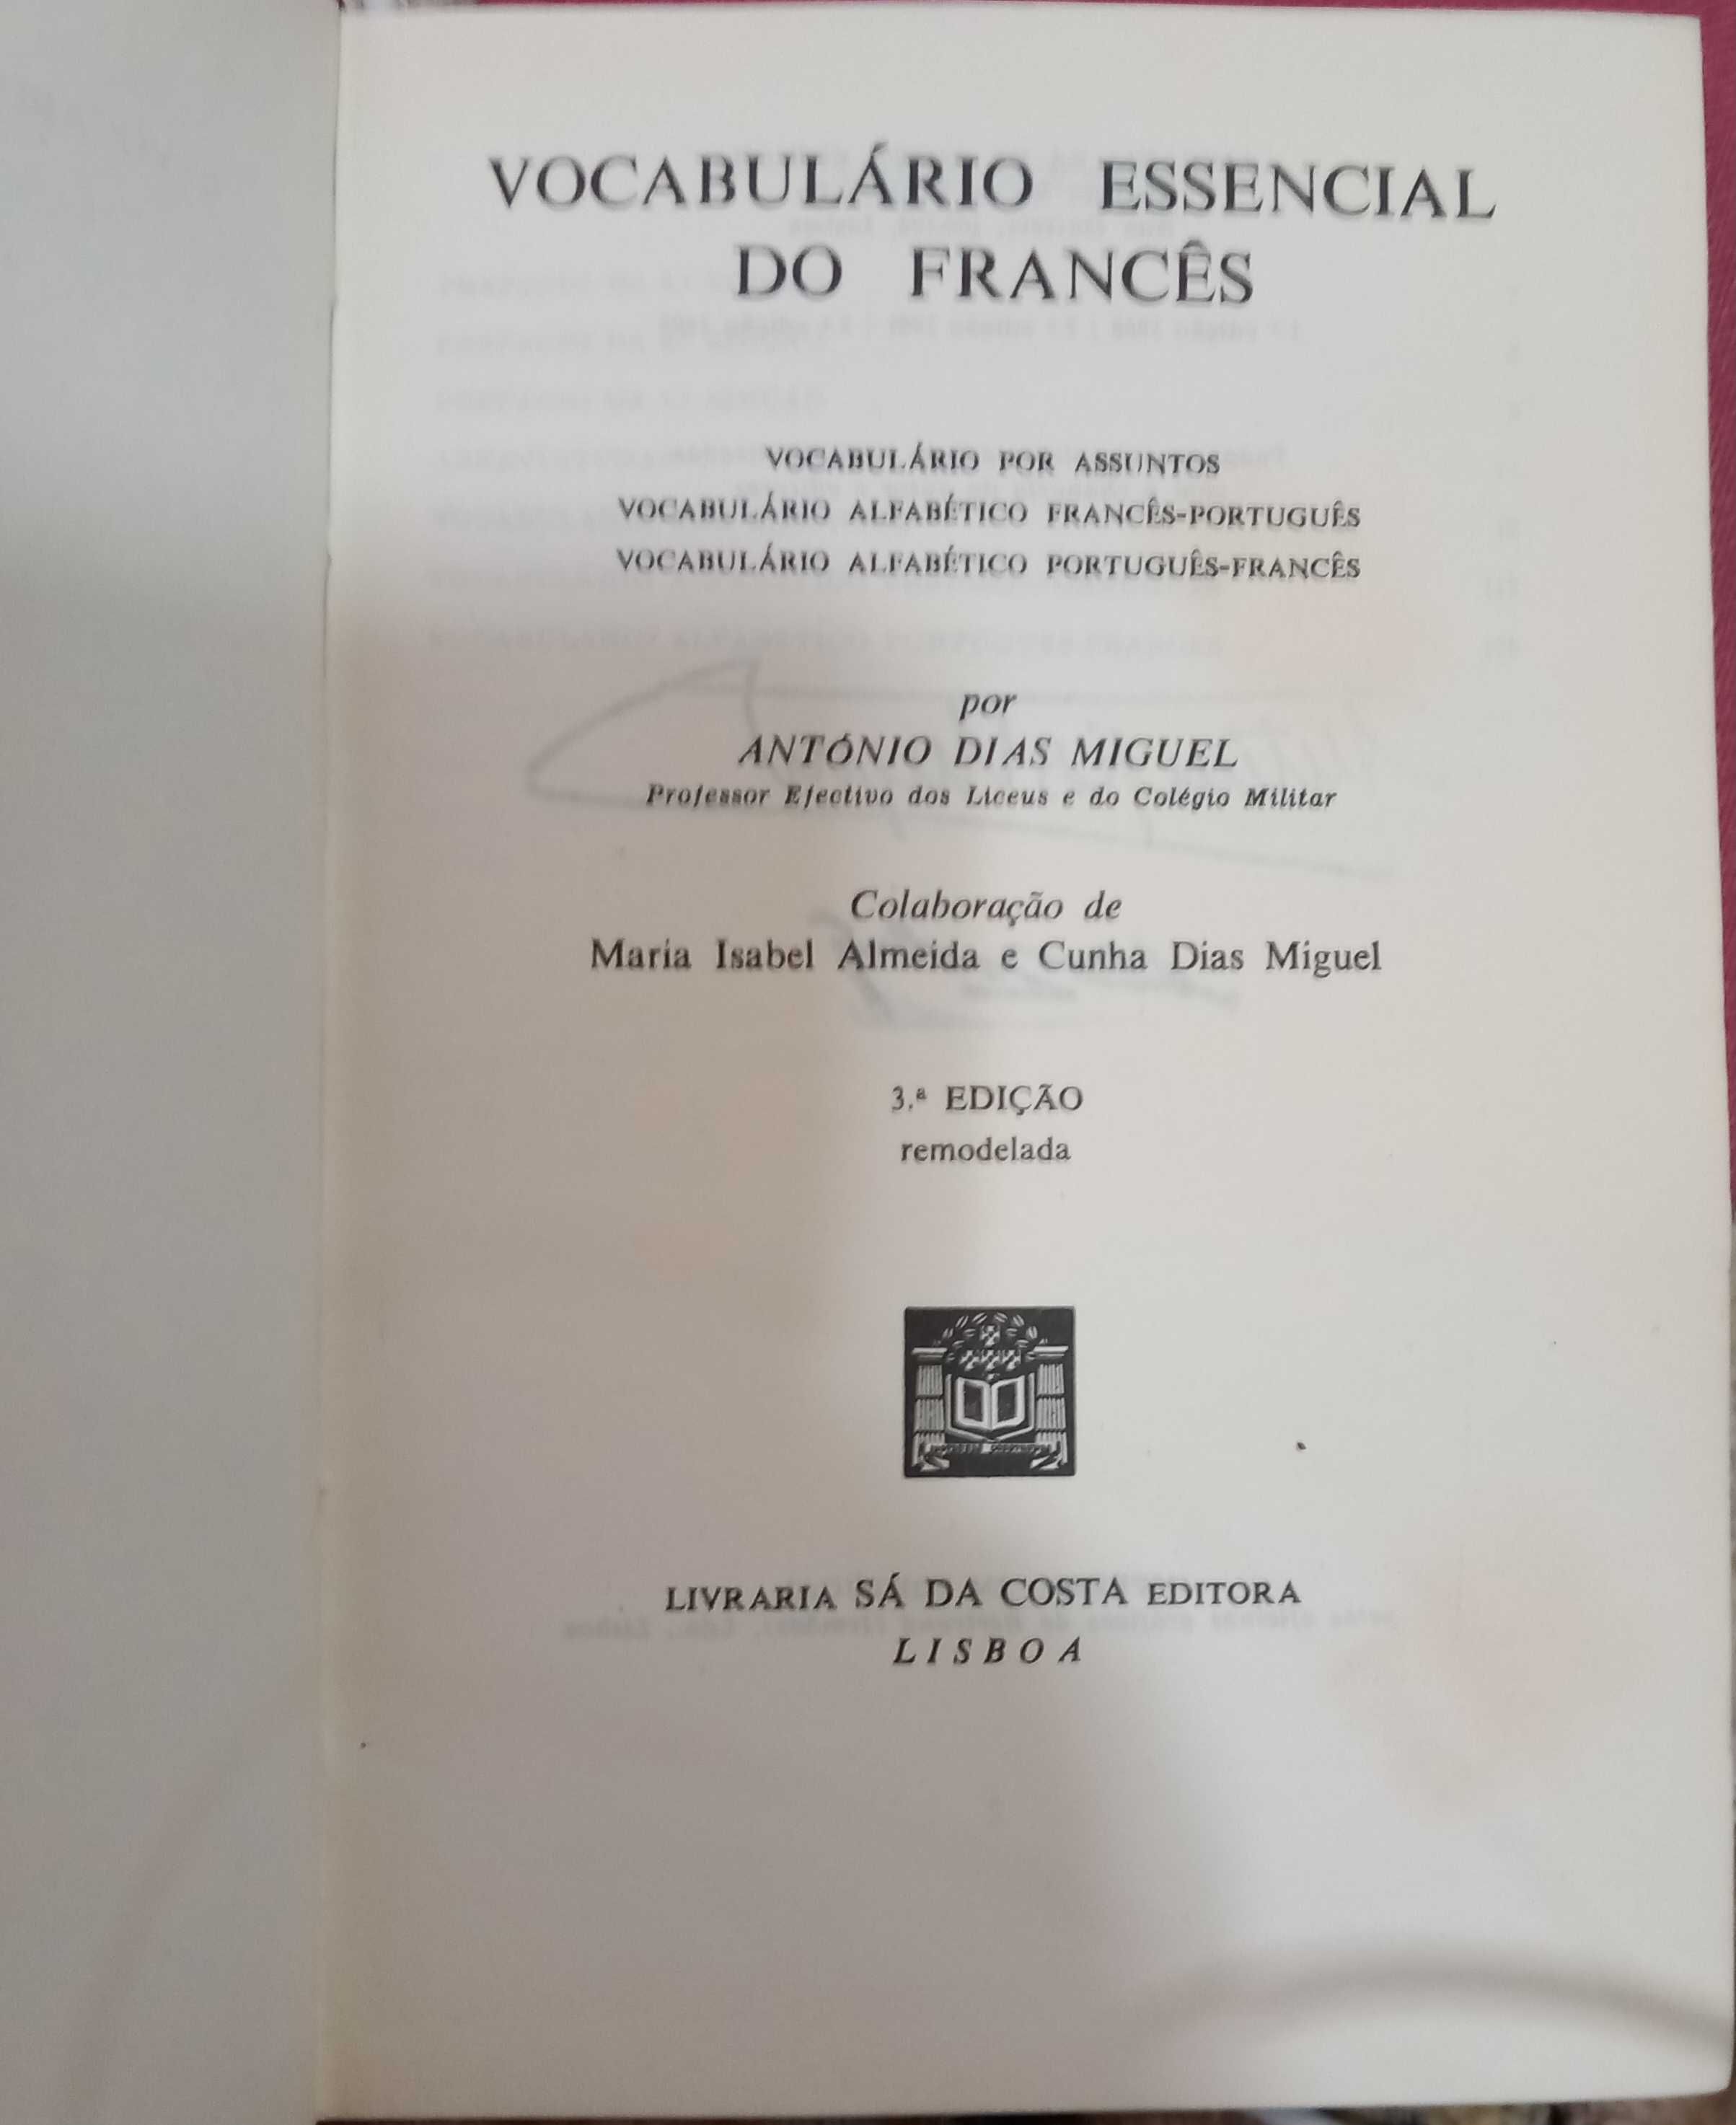 VOCABULÁRIO ESSENCIAL
DO FRANCÊS
VOCABULÁRIO POR ASSUNTOS
VOCABULÁRIO ALFABÉTICO FRANCÊS-PORTUGUÊS
VOCABULÁRIO ALFABÉTICO PORTUGUÊS-FRANCÊS
por
ANTÓNIO DIAS MIGUEL
Professor Efectivo dos Liceus e do Colégio Militar
Colaboração de
Maria Isabel Almeida e Cunha Dias Miguel
3.ª EDIÇÃO
remodelada
LIVRARIA SÁ DA COSTA EDITORA
LISBOA